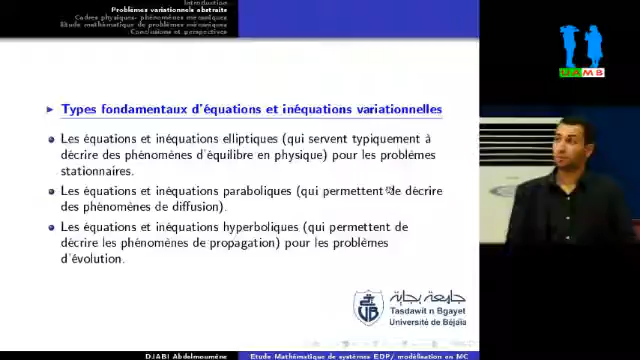 Introduction
Problèmes variationnels abstraits
Cadres physiques- phénomènes mécaniques
Etude mathématique de problèmes mécaniques
Conclusions et perspectives
UAMB
Types fondamentaux d'équations et inéquations variationnelles
Les équations et inéquations elliptiques (qui servent typiquement à
décrire des phénomènes d'équilibre en physique) pour les problèmes
stationnaires.
Les équations et inéquations paraboliques (qui permettent de décrire
des phénomènes de diffusion).
Les équations et inéquations hyperboliques (qui permettent de
décrire les phénomènes de propagation) pour les problèmes
d'évolution.
جامعة بجاية
Tasdawit n Bgayet
Université de Béjaïa
DJABI Abdelmoumène
Etude Mathématique de systèmes EDP/ modélisation en MC